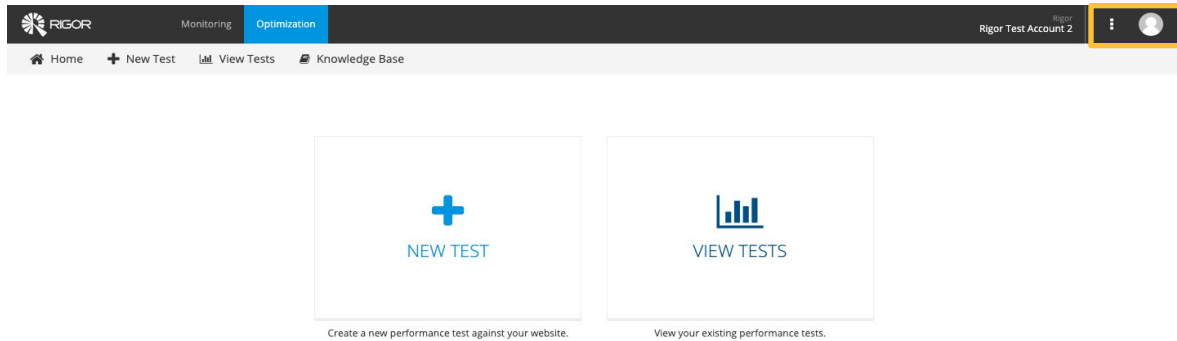 RIGOR
Monitoring
Optimization
Rigor
Rigor Test Account 2
Home
New Test
View Tests
Knowledge Base
NEW TEST
VIEW TESTS
Create a new performance test against your website.
View your existing performance tests.